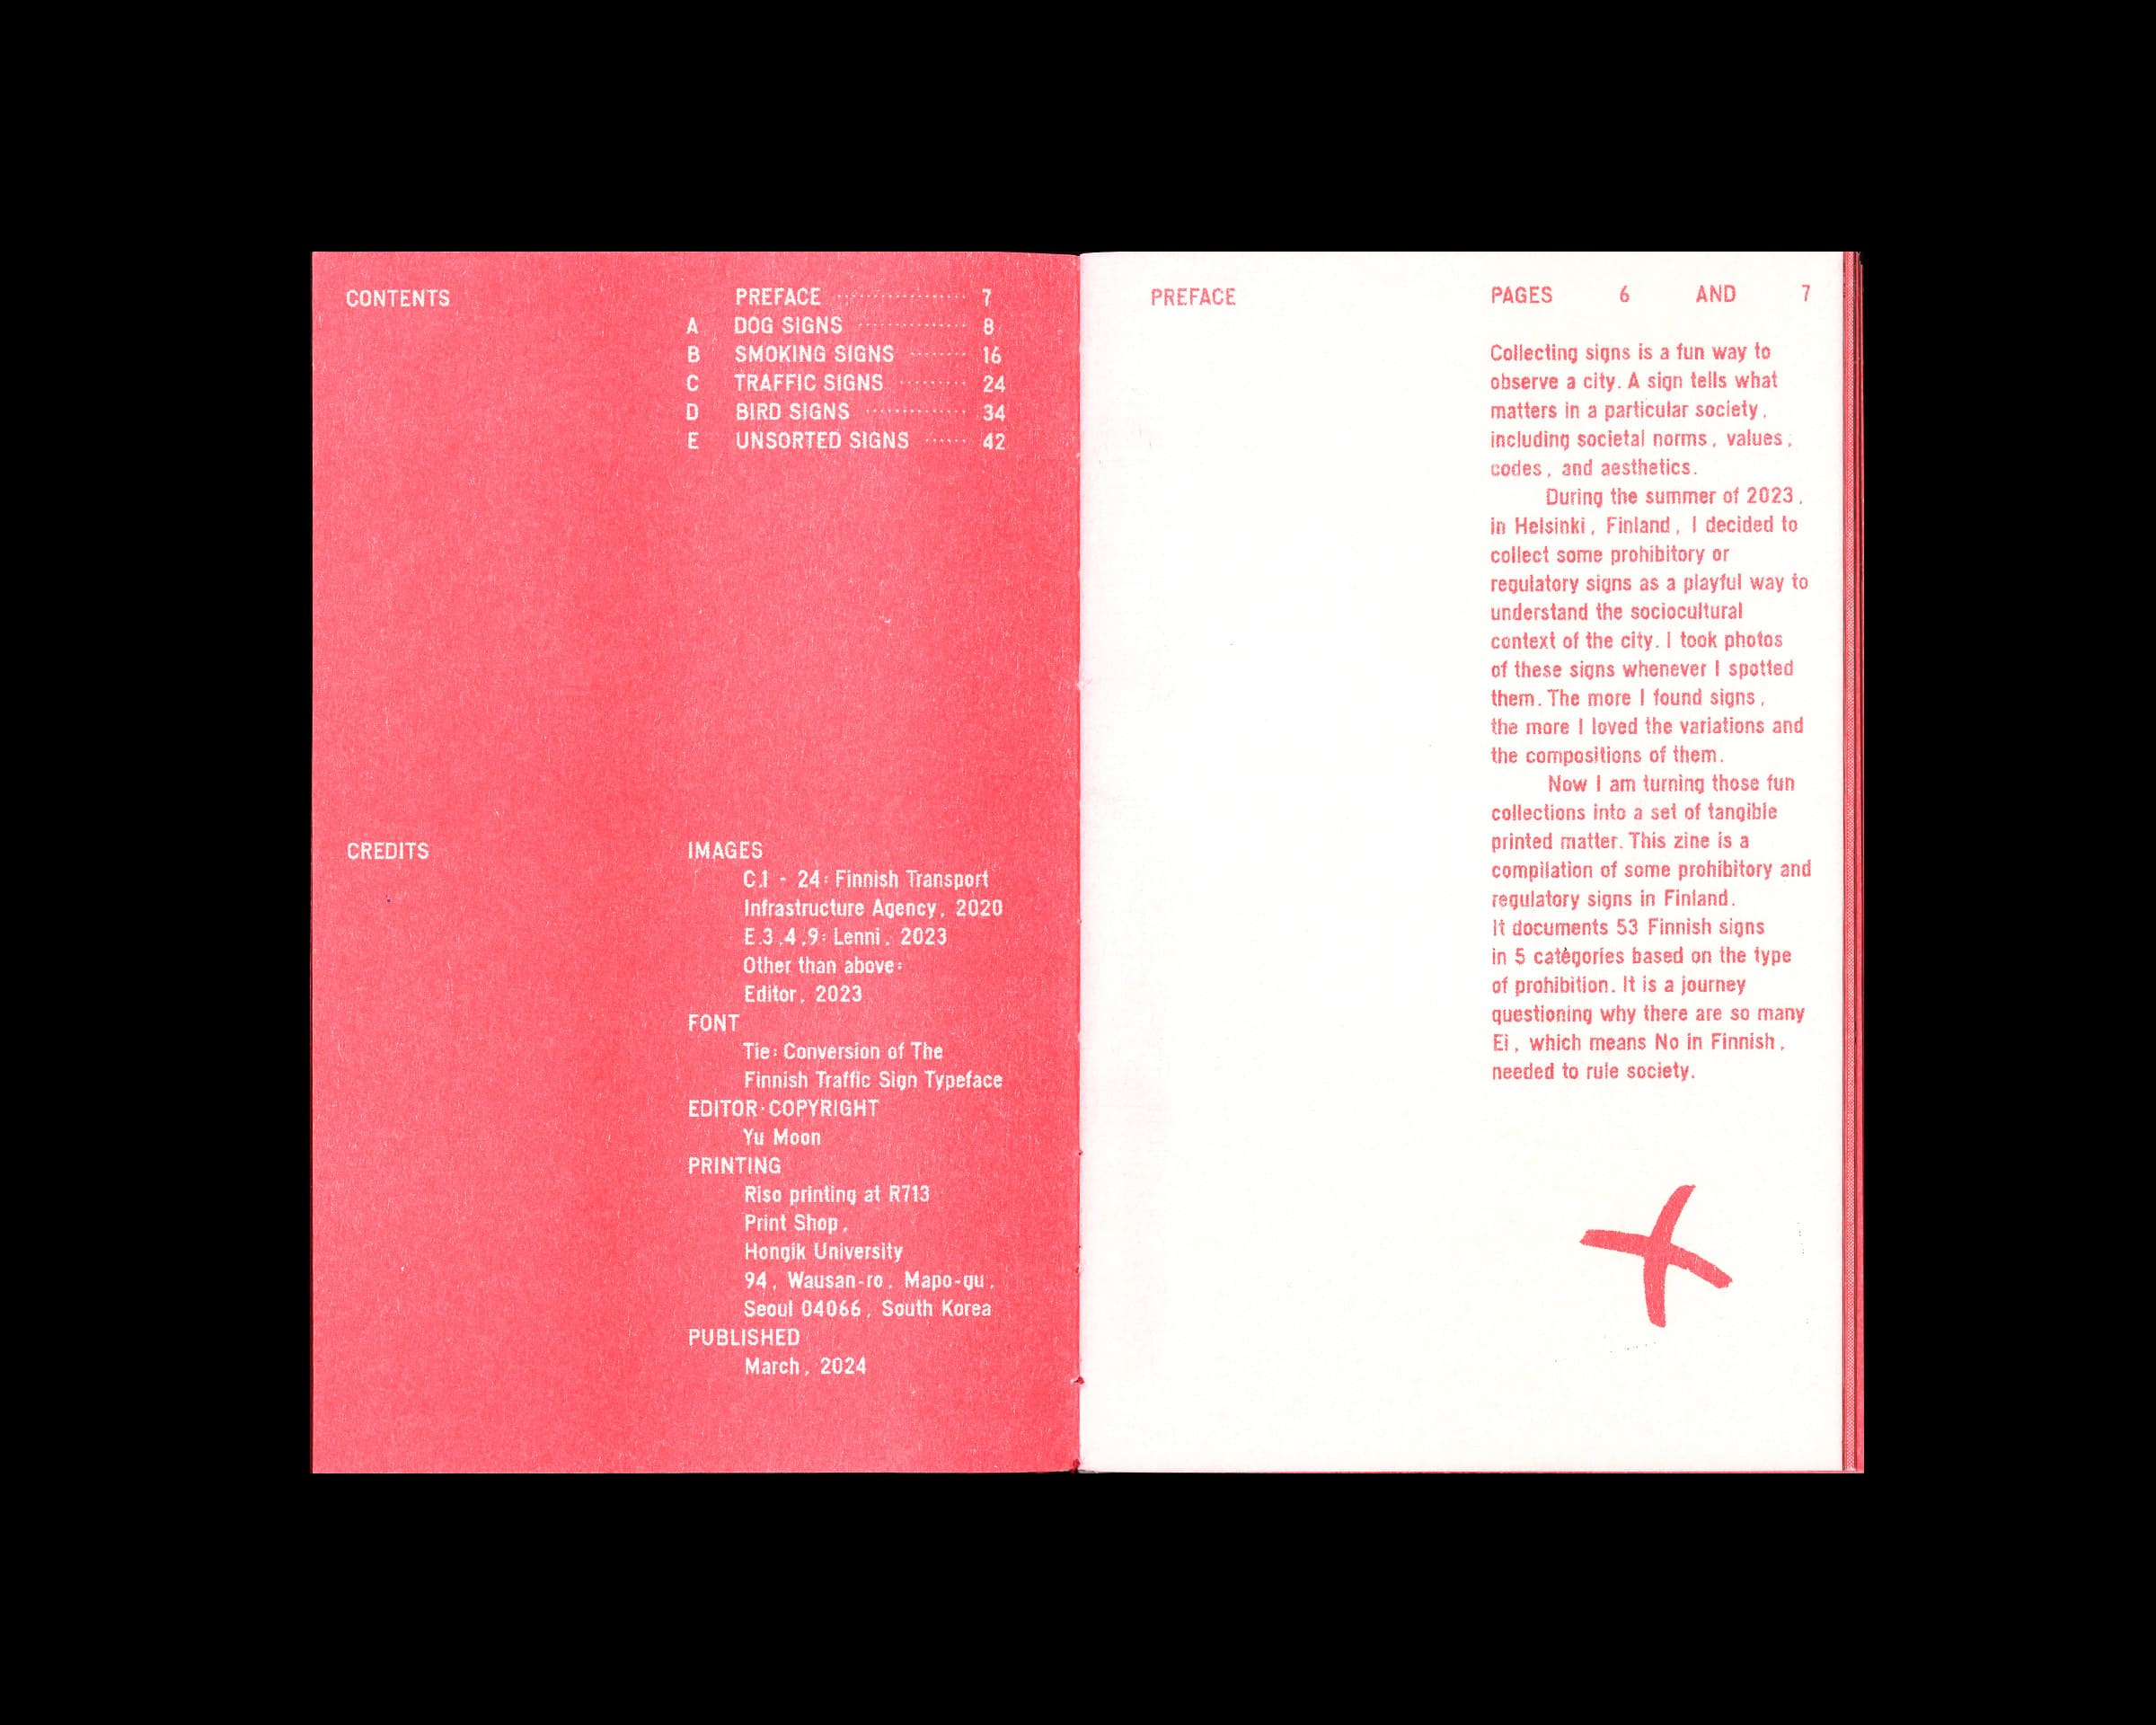 CONTENTS
PREFACE ................. 7
A DOG SIGNS .............. 8
B SMOKING SIGNS ........ 16
C TRAFFIC SIGNS ......... 24
D BIRD SIGNS ............. 34
E UNSORTED SIGNS ...... 42
CREDITS
IMAGES
C.1 - 24: Finnish Transport
Infrastructure Agency, 2020
E.3,4,9: Lenni, 2023
Other than above:
Editor, 2023
FONT
Tie: Conversion of The
Finnish Traffic Sign Typeface
EDITOR·COPYRIGHT
Yu Moon
PRINTING
Riso printing at R713
Print Shop,
Hongik University
94, Wausan-ro, Mapo-gu,
Seoul 04066, South Korea
PUBLISHED
March, 2024
PREFACE
PAGES 6 AND 7
Collecting signs is a fun way to
observe a city. A sign tells what
matters in a particular society,
including societal norms, values,
codes, and aesthetics.
During the summer of 2023,
in Helsinki, Finland, I decided to
collect some prohibitory or
regulatory signs as a playful way to
understand the sociocultural
context of the city. I took photos
of these signs whenever I spotted
them. The more I found signs,
the more I loved the variations and
the compositions of them.
Now I am turning those fun
collections into a set of tangible
printed matter. This zine is a
compilation of some prohibitory and
regulatory signs in Finland.
It documents 53 Finnish signs
in 5 categories based on the type
of prohibition. It is a journey
questioning why there are so many
Ei, which means No in Finnish,
needed to rule society.